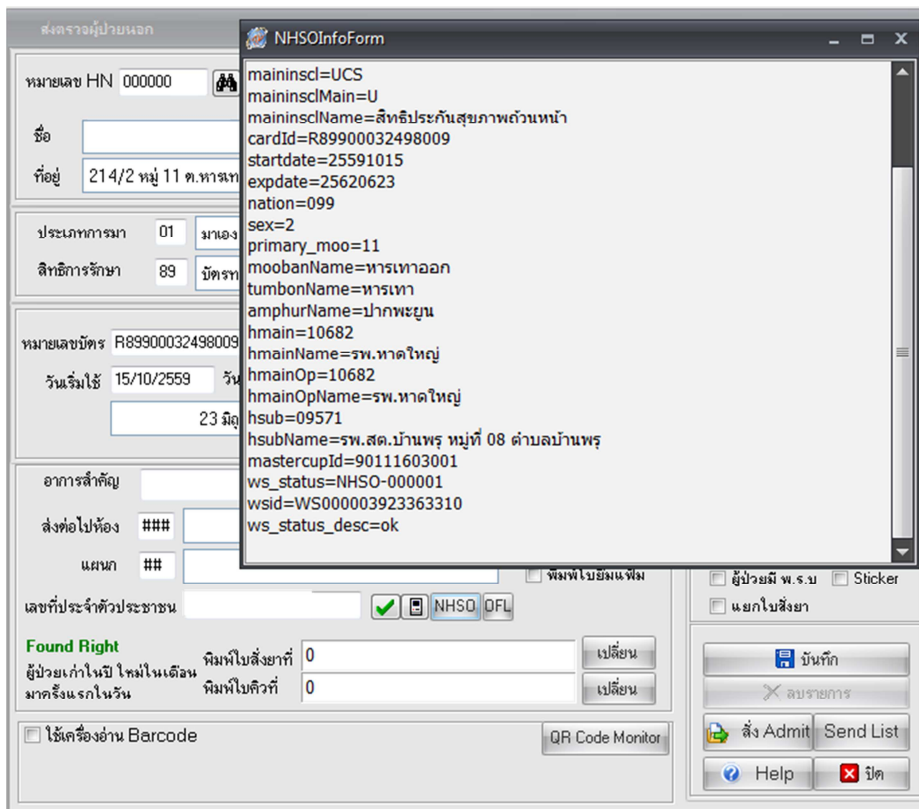 ส่งตรวจผู้ป่วยนอก
NHSOInfoForm
หมายเลข HN 000000
ชื่อ
ที่อยู่ 214/2 หมู่ 11 ต.หารเท
ประเภทการมา 01 มาเอง
สิทธิการรักษา 89 บัตรท
หมายเลขบัตร R89900032498009
วันเริ่มใช้ 15/10/2559 วัน
23 มิถุ
maininscl=UCS
maininsclMain=U
maininsclName=สิทธิประกันสุขภาพถ้วนหน้า
cardId=R89900032498009
startdate=25591015
expdate=25620623
nation=099
sex=2
primary_moo=11
moobanName=หารเทาออก
tumbonName=หารเทา
amphurName=ปากพะยูน
hmain=10682
hmainName=รพ.หาดใหญ่
hmainOp=10682
hmainOpName=รพ.หาดใหญ่
hsub=09571
hsubName=รพ.สต.บ้านพรุ หมู่ที่ 08 ตำบลบ้านพรุ
mastercupId=90111603001
ws_status=NHSO-000001
wsid=WS000003923363310
ws_status_desc=ok
อาการสำคัญ
ส่งต่อไปห้อง ###
แผนก ##
พิมพ์ใบยืมแฟ้ม
ผู้ป่วยมี พ.ร.บ Sticker
เลขที่ประจำตัวประชาชน NHSO OFL
แยกใบสั่งยา
Found Right
ผู้ป่วยเก่าในปี ใหม่ในเดือน
มาครั้งแรกในวัน
พิมพ์ใบสั่งยาที่ 0 เปลี่ยน
พิมพ์ใบคิวที่ 0 เปลี่ยน
บันทึก
ลบรายการ
ใช้เครื่องอ่าน Barcode QR Code Monitor
สั่ง Admit Send List
Help ปิด